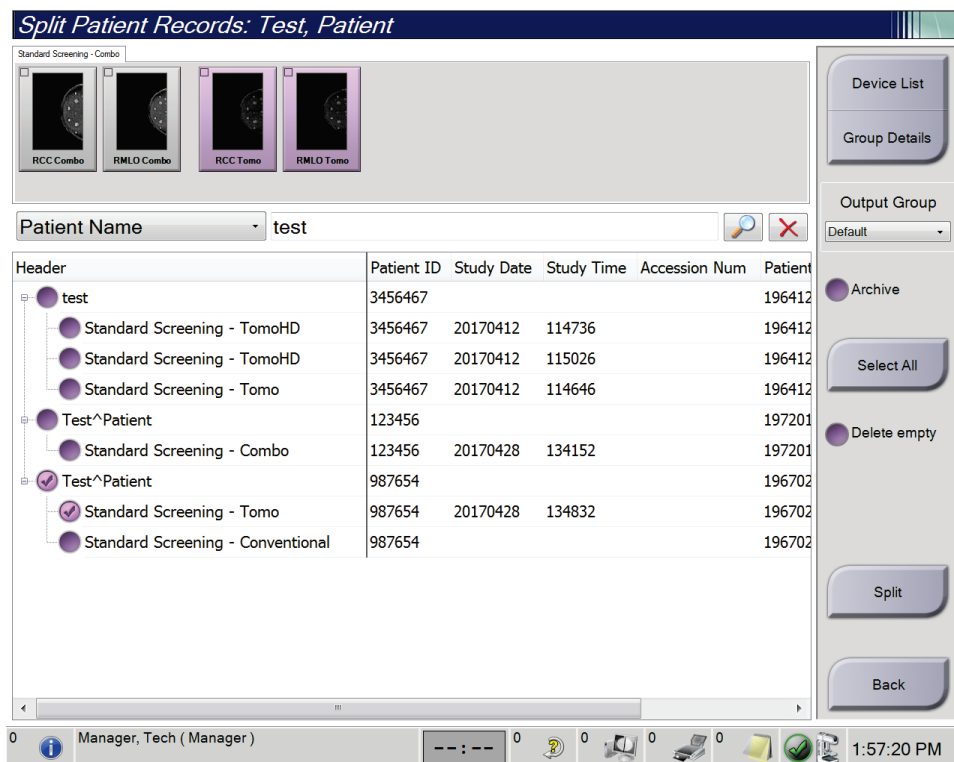 Split Patient Records: Test, Patient
Standard Screening - Combo
RCC Combo RMLO Combo RCC Tomo RMLO Tomo
Device List
Group Details
Output Group
Default
Patient Name test
Header Patient ID Study Date Study Time Accession Num Patient
test 3456467 196412
Standard Screening - TomoHD 3456467 20170412 114736 196412
Standard Screening - TomoHD 3456467 20170412 115026 196412
Standard Screening - Tomo 3456467 20170412 114646 196412
Test^Patient 123456 197201
Standard Screening - Combo 123456 20170428 134152 197201
Test^Patient 987654 196702
Standard Screening - Tomo 987654 20170428 134832 196702
Standard Screening - Conventional 987654 196702
Archive
Select All
Delete empty
Split
Back
0 Manager, Tech ( Manager ) --:-- 0 0 0 0 1:57:20 PM